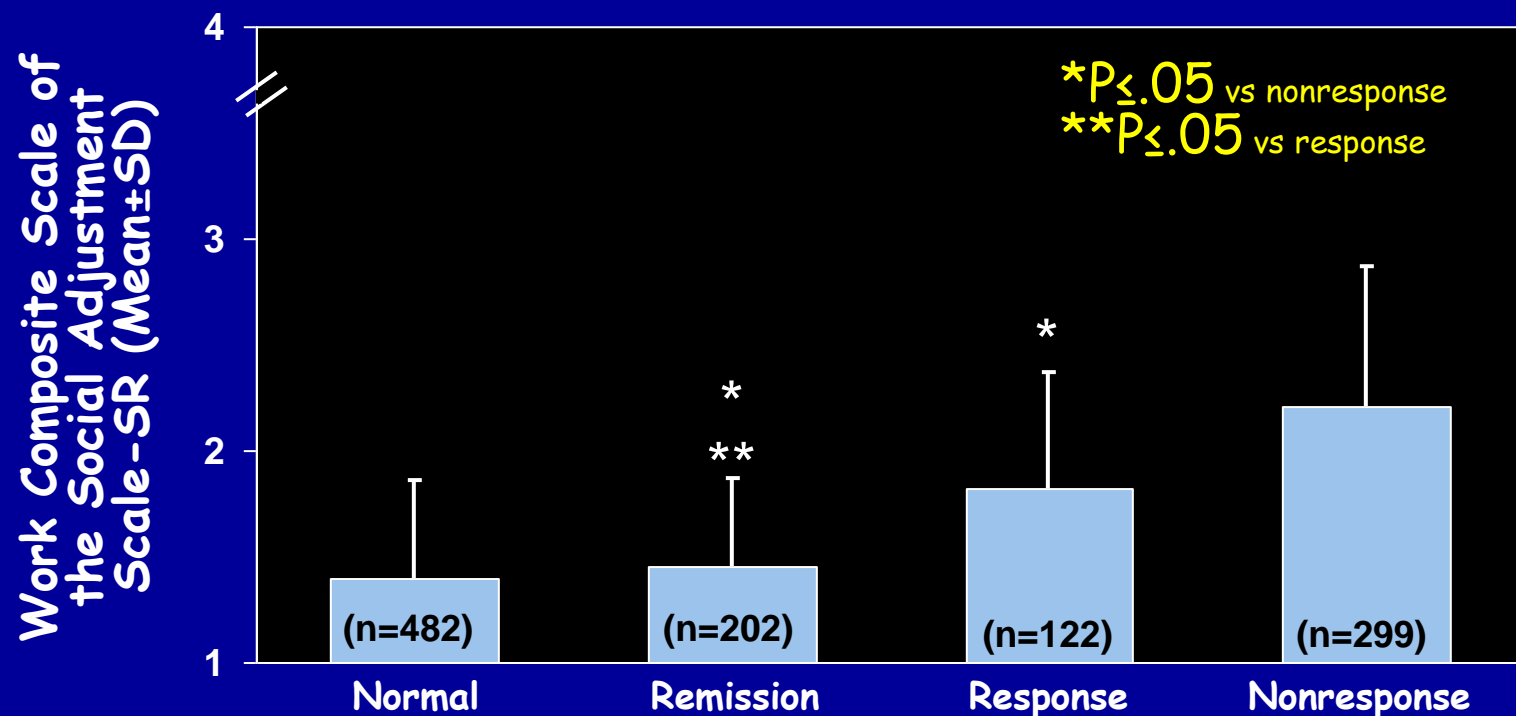 Work Composite Scale of
the Social Adjustment
Scale-SR (Mean±SD)
4
3
2
1
*P≤.05 vs nonresponse
**P≤.05 vs response
*
**
*
(n=482)
(n=202)
(n=122)
(n=299)
Normal
Remission
Response
Nonresponse